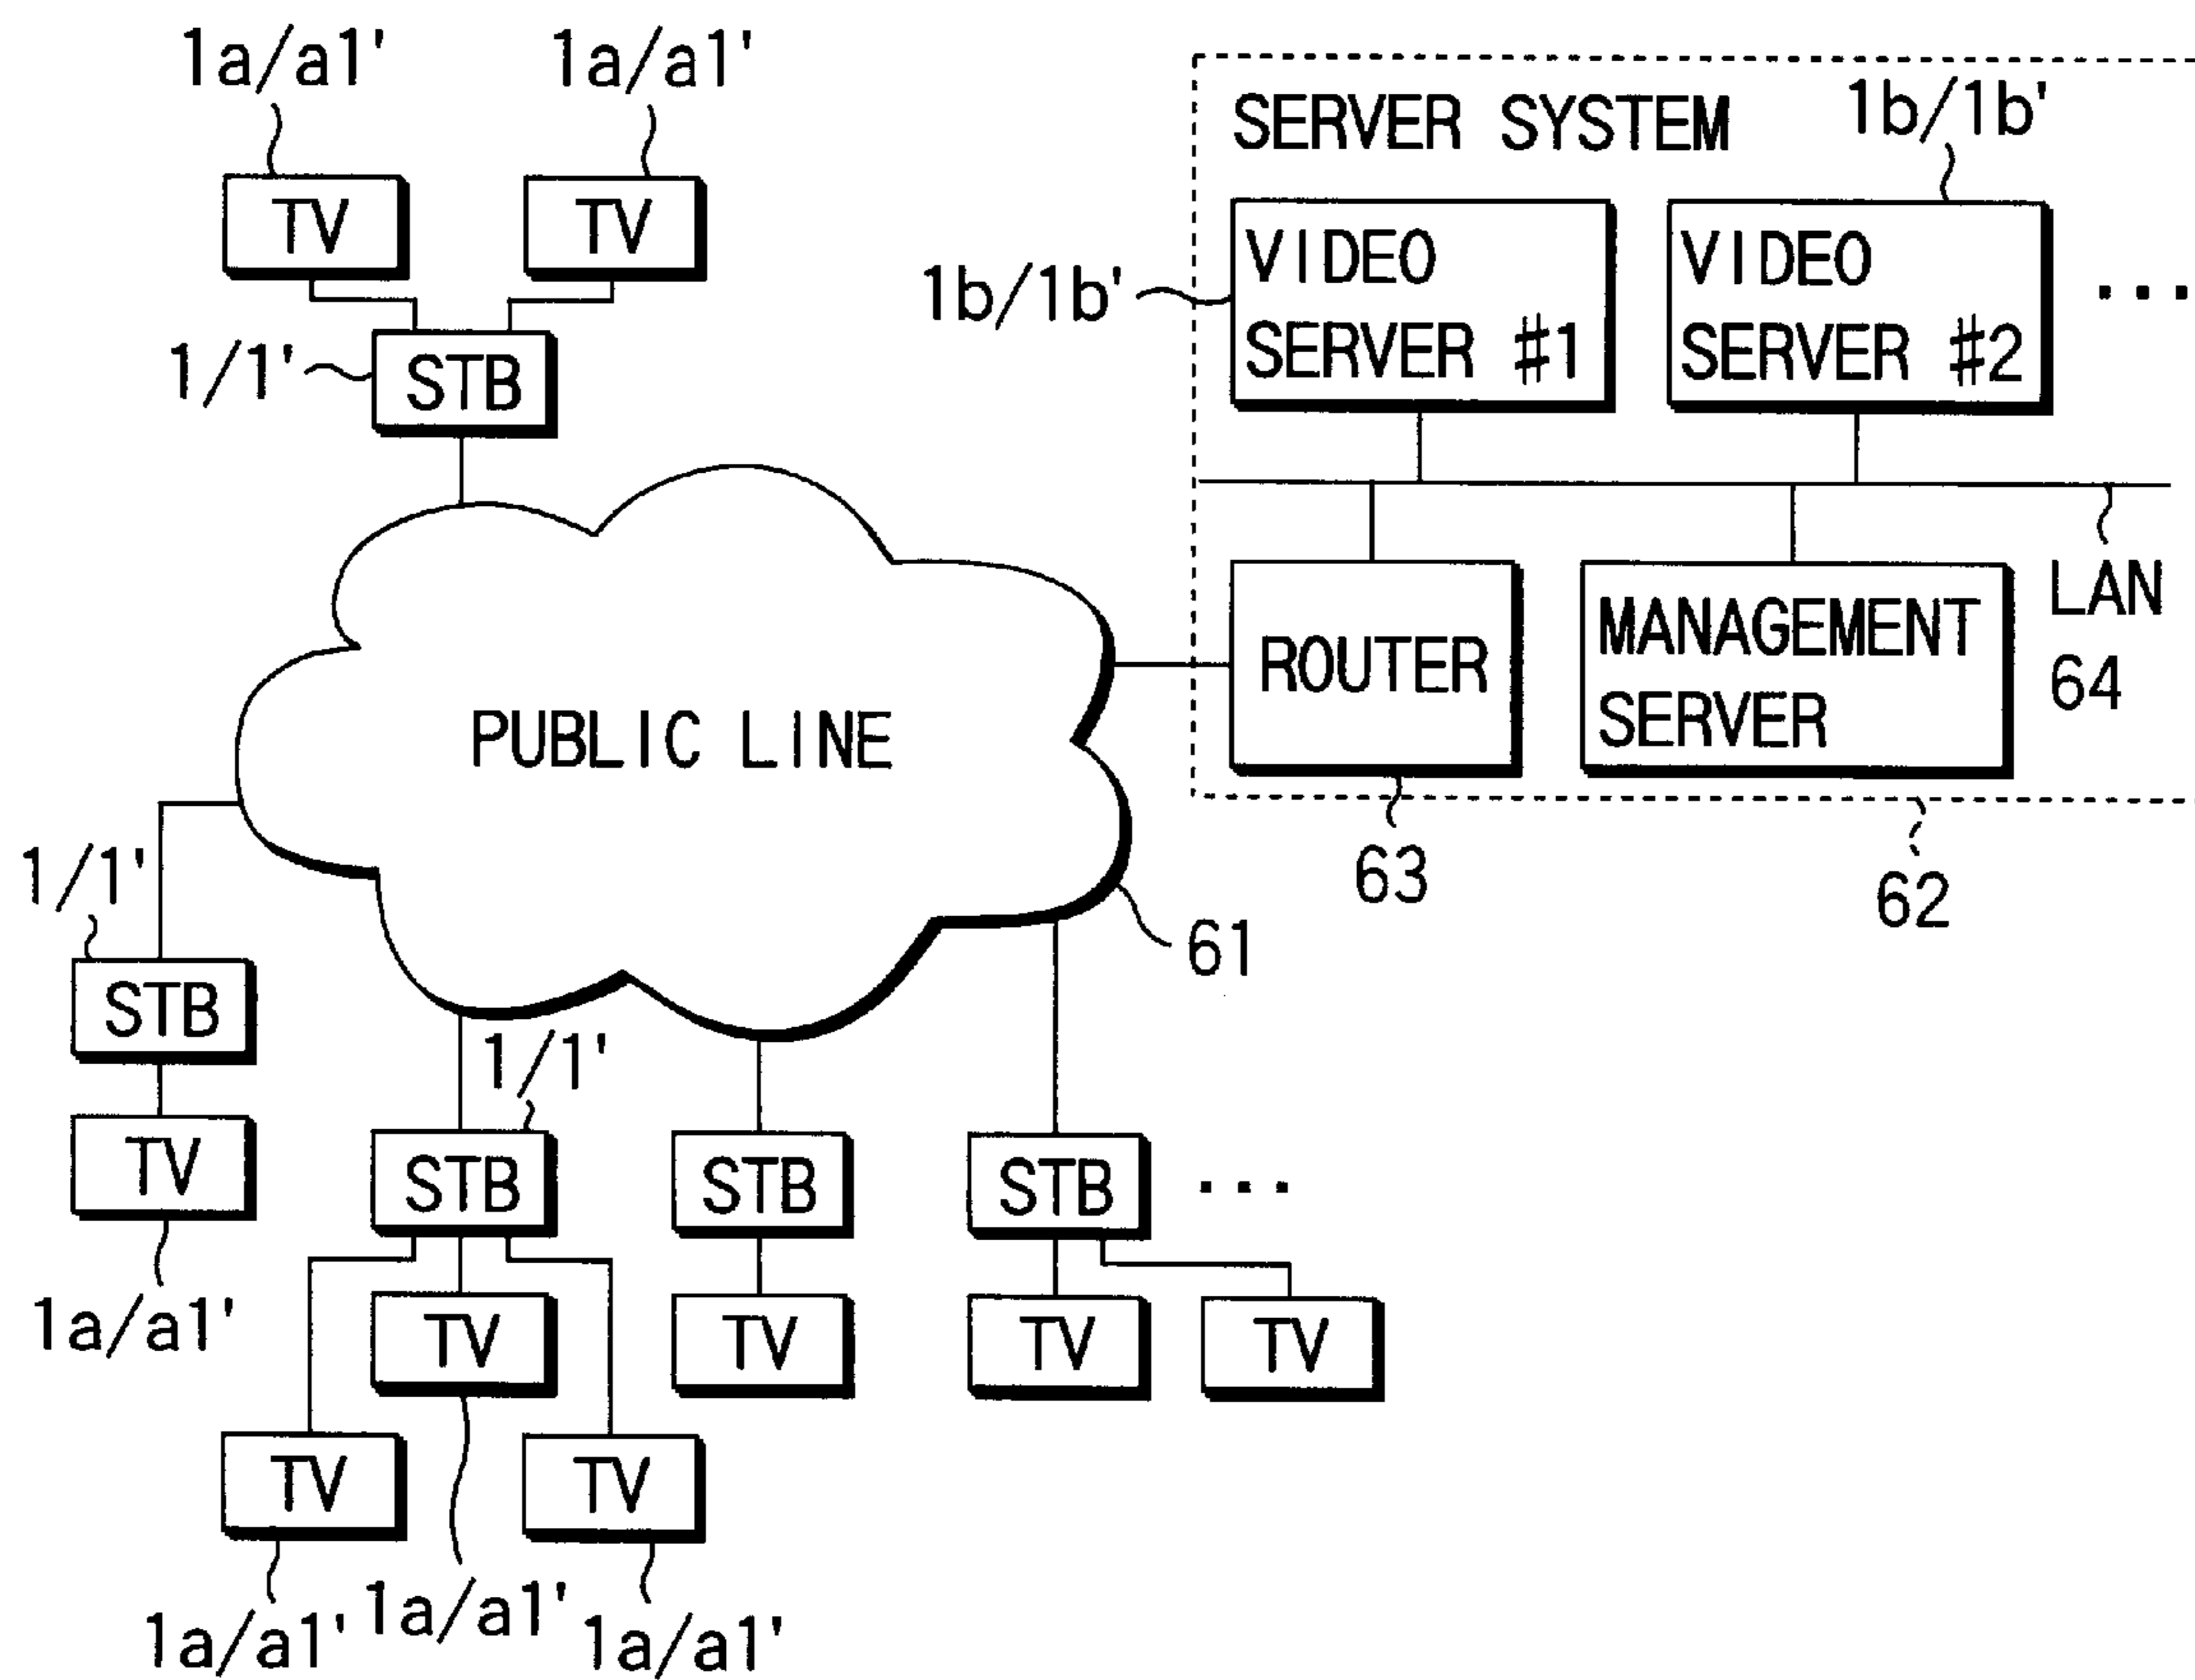 1a/a1'
1a/a1'
TV
TV
1/1'
STB
SERVER SYSTEM
1b/1b'
1b/1b'
VIDEO
SERVER #1
VIDEO
SERVER #2
...
LAN
64
ROUTER
MANAGEMENT
SERVER
63
62
PUBLIC LINE
61
1/1'
STB
TV
1a/a1'
1/1'
STB
STB
STB
...
TV
TV
TV
TV
TV
TV
1a/a1'
1a/a1'
1a/a1'